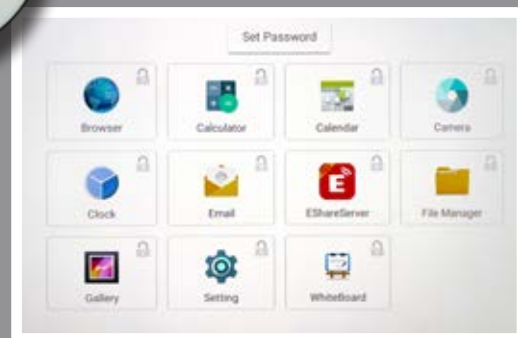 Set Password
Browser
Calculator
Calendar
Camera
Clock
Email
E
EShareServer
File Manager
Gallery
Setting
WhiteBoard